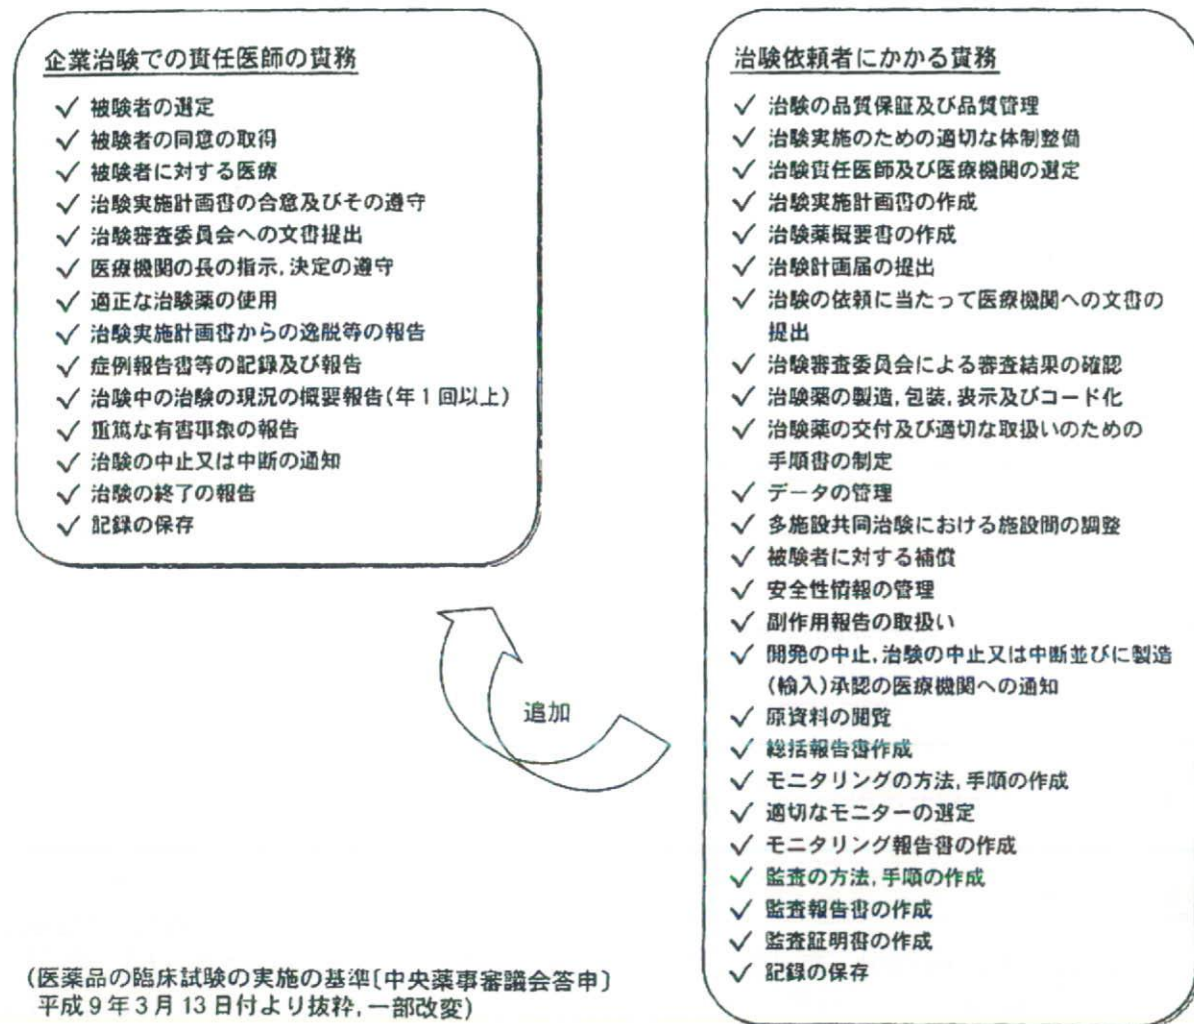 企業治験での責任医師の責務
✓ 被験者の選定
✓ 被験者の同意の取得
✓ 被験者に対する医療
✓ 治験実施計画書の合意及びその遵守
✓ 治験審査委員会への文書提出
✓ 医療機関の長の指示,決定の遵守
✓ 適正な治験薬の使用
✓ 治験実施計画書からの逸脱等の報告
✓ 症例報告書等の記録及び報告
✓ 治験中の治験の現況の概要報告(年1回以上)
✓ 重篤な有害事象の報告
✓ 治験の中止又は中断の通知
✓ 治験の終了の報告
✓ 記録の保存
治験依頼者にかかる責務
✓ 治験の品質保証及び品質管理
✓ 治験実施のための適切な体制整備
✓ 治験責任医師及び医療機関の選定
✓ 治験実施計画書の作成
✓ 治験薬概要書の作成
✓ 治験計画届の提出
✓ 治験の依頼に当たって医療機関への文書の
提出
✓ 治験審査委員会による審査結果の確認
✓ 治験薬の製造,包装,表示及びコード化
✓ 治験薬の交付及び適切な取扱いのための
手順書の制定
✓ データの管理
✓ 多施設共同治験における施設間の調整
✓ 被験者に対する補償
✓ 安全性情報の管理
✓ 副作用報告の取扱い
✓ 開発の中止,治験の中止又は中断並びに製造
(輸入)承認の医療機関への通知
✓ 原資料の閲覧
✓ 総括報告書作成
✓ モニタリングの方法,手順の作成
✓ 適切なモニターの選定
✓ モニタリング報告書の作成
✓ 監査の方法,手順の作成
✓ 監査報告書の作成
✓ 監査証明書の作成
✓ 記録の保存
追加
(医薬品の臨床試験の実施の基準〔中央薬事審議会答申〕
平成9年3月13日付より抜粋,一部改変)